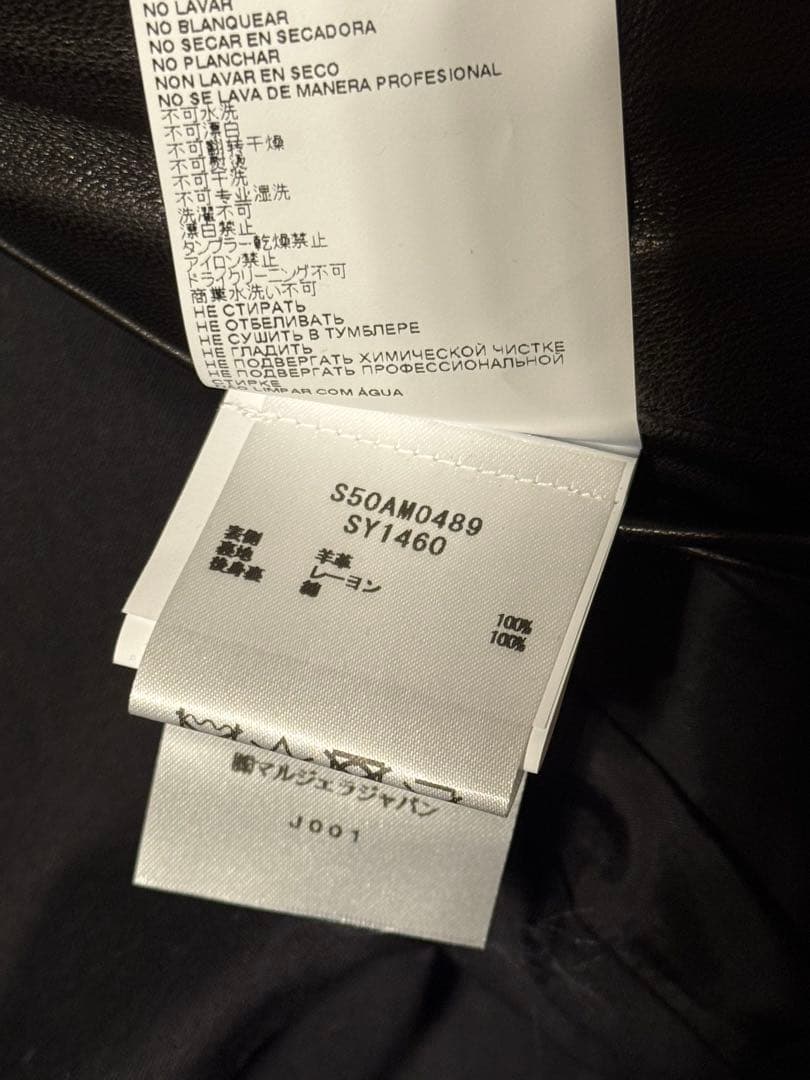 NO LAVAR
NO BLANQUEAR
NO SECAR EN SECADORA
NO PLANCHAR
NON LAVAR EN SECO
NO SE LAVA DE MANERA PROFESIONAL
不可水洗
不可漂白
不可翻转干燥
不可熨烫
不可干洗
不可专业湿洗
洗濯不可
漂白禁止
タンブラー乾燥禁止
アイロン禁止
ドライクリーニング不可
商業水洗い不可
НЕ СТИРАТЬ
НЕ ОТБЕЛИВАТЬ
НЕ СУШИТЬ В ТУМБЛЕРЕ
НЕ ГЛАДИТЬ
НЕ ПОДВЕРГАТЬ ХИМИЧЕСКОЙ ЧИСТКЕ
НЕ ПОДВЕРГАТЬ ПРОФЕССИОНАЛЬНОЙ
СТИРКЕ
LIMPAR COM ÁGUA
S50AM0489
SY1460
表側 羊革
裏地 レーヨン 100%
後身裏 綿 100%
㈱マルジェラジャパン
J001